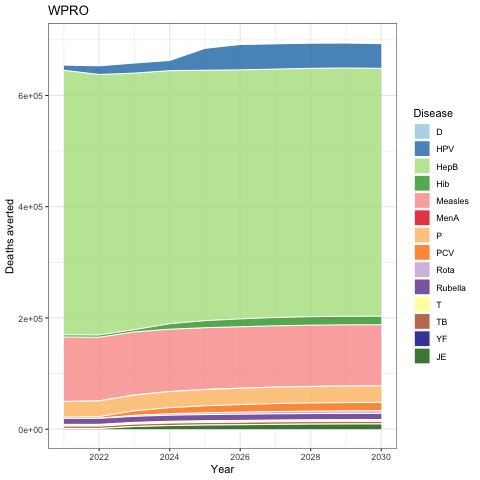 WPRO
Deaths averted
6e+05
4e+05
2e+05
0e+00
2022
2024
2026
2028
2030
Year
Disease
D
HPV
HepB
Hib
Measles
MenA
P
PCV
Rota
Rubella
T
TB
YF
JE